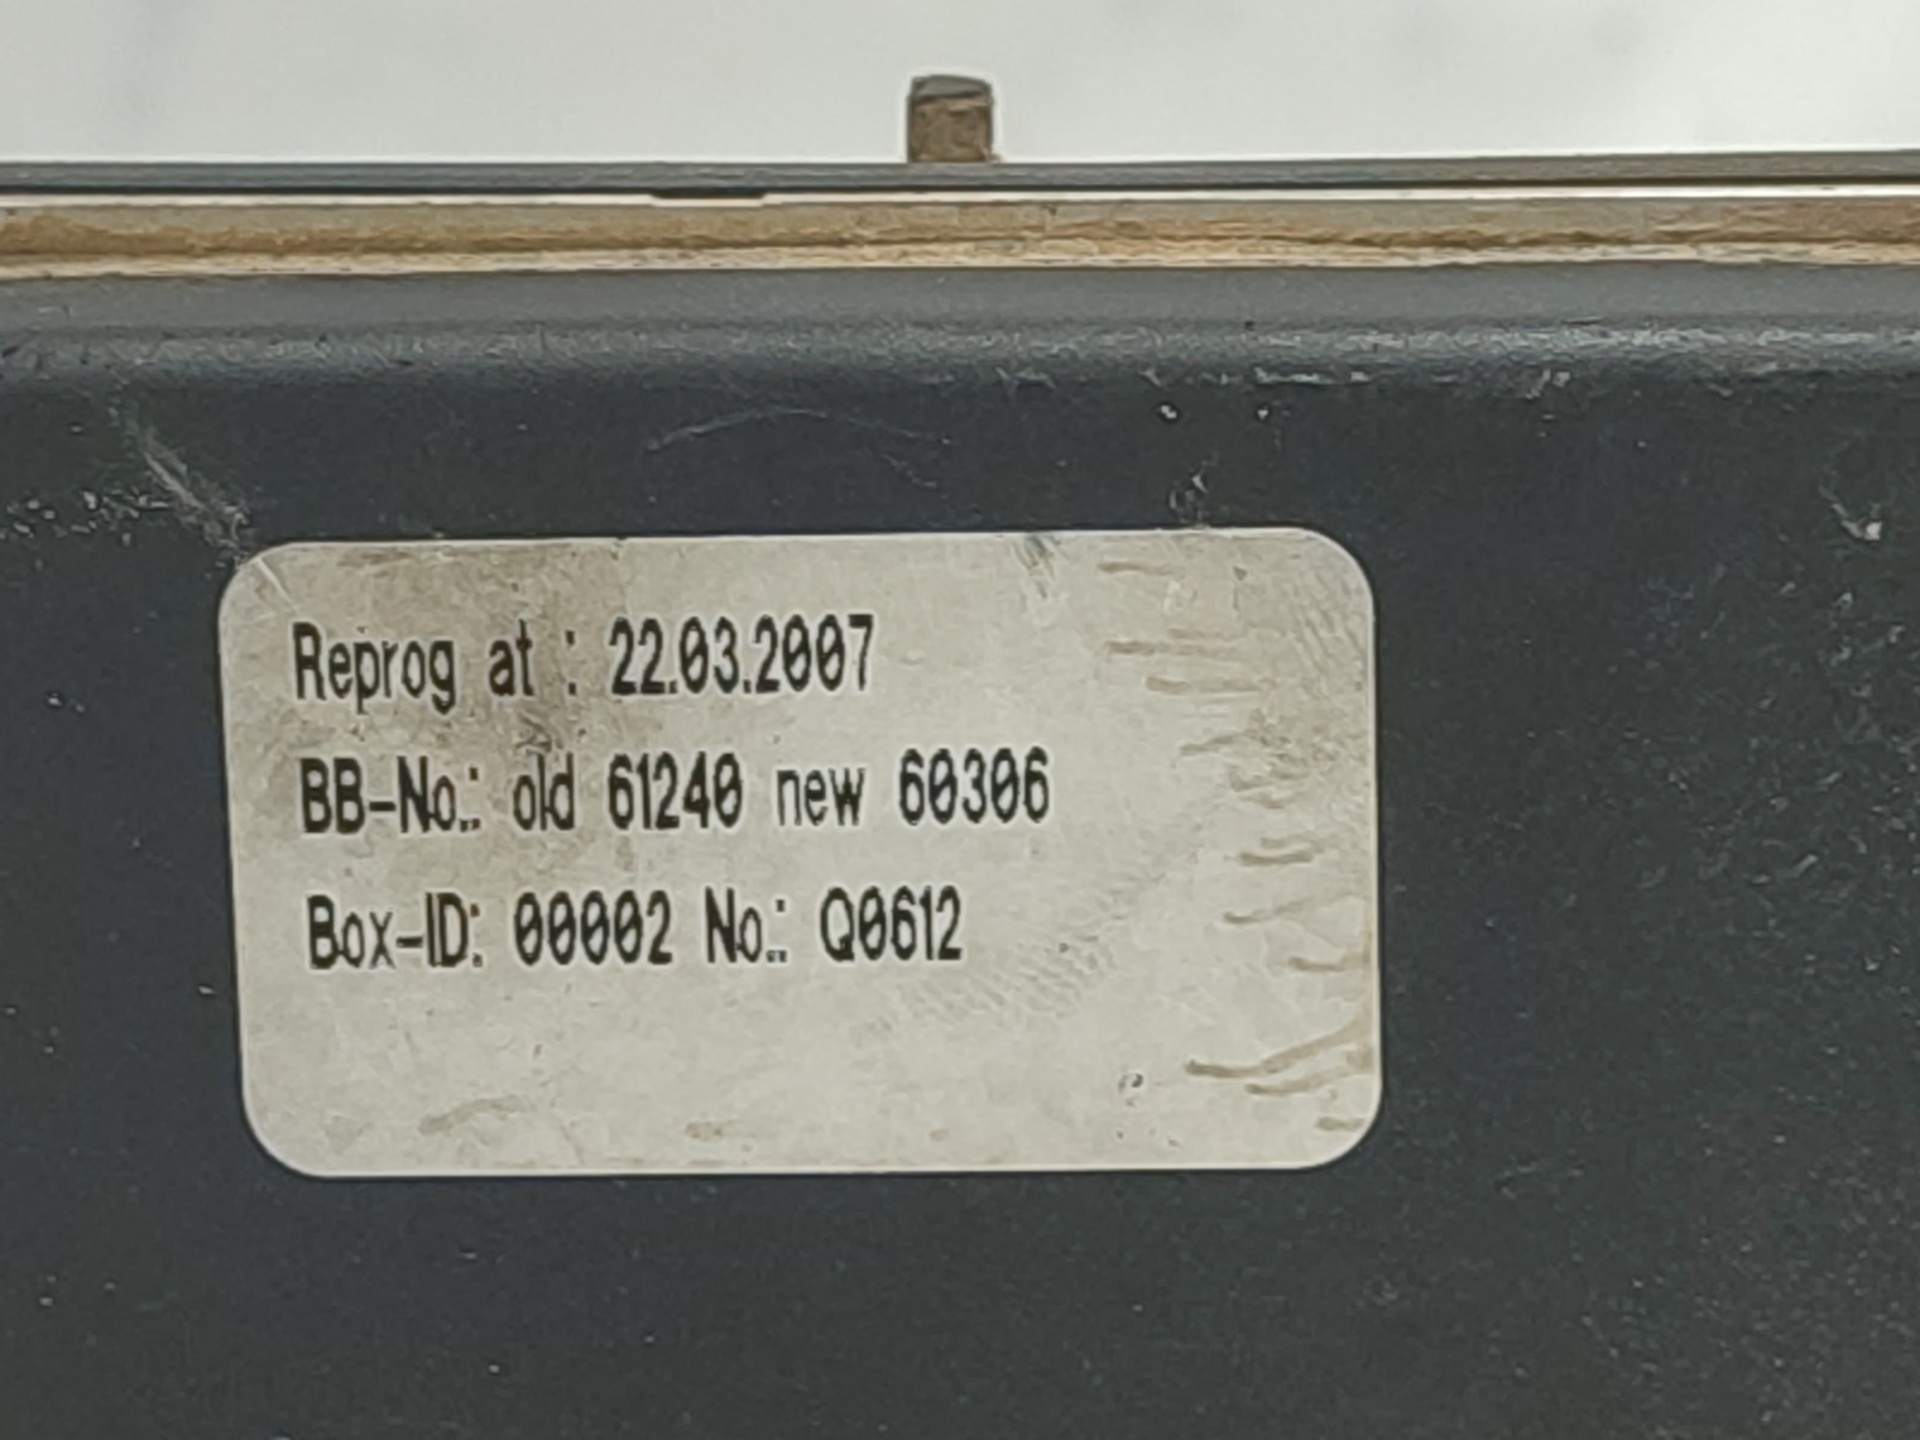 Reprog at : 22.03.2007
BB-No.: old 61240 new 60306
Box-ID: 00002 No.: Q0612